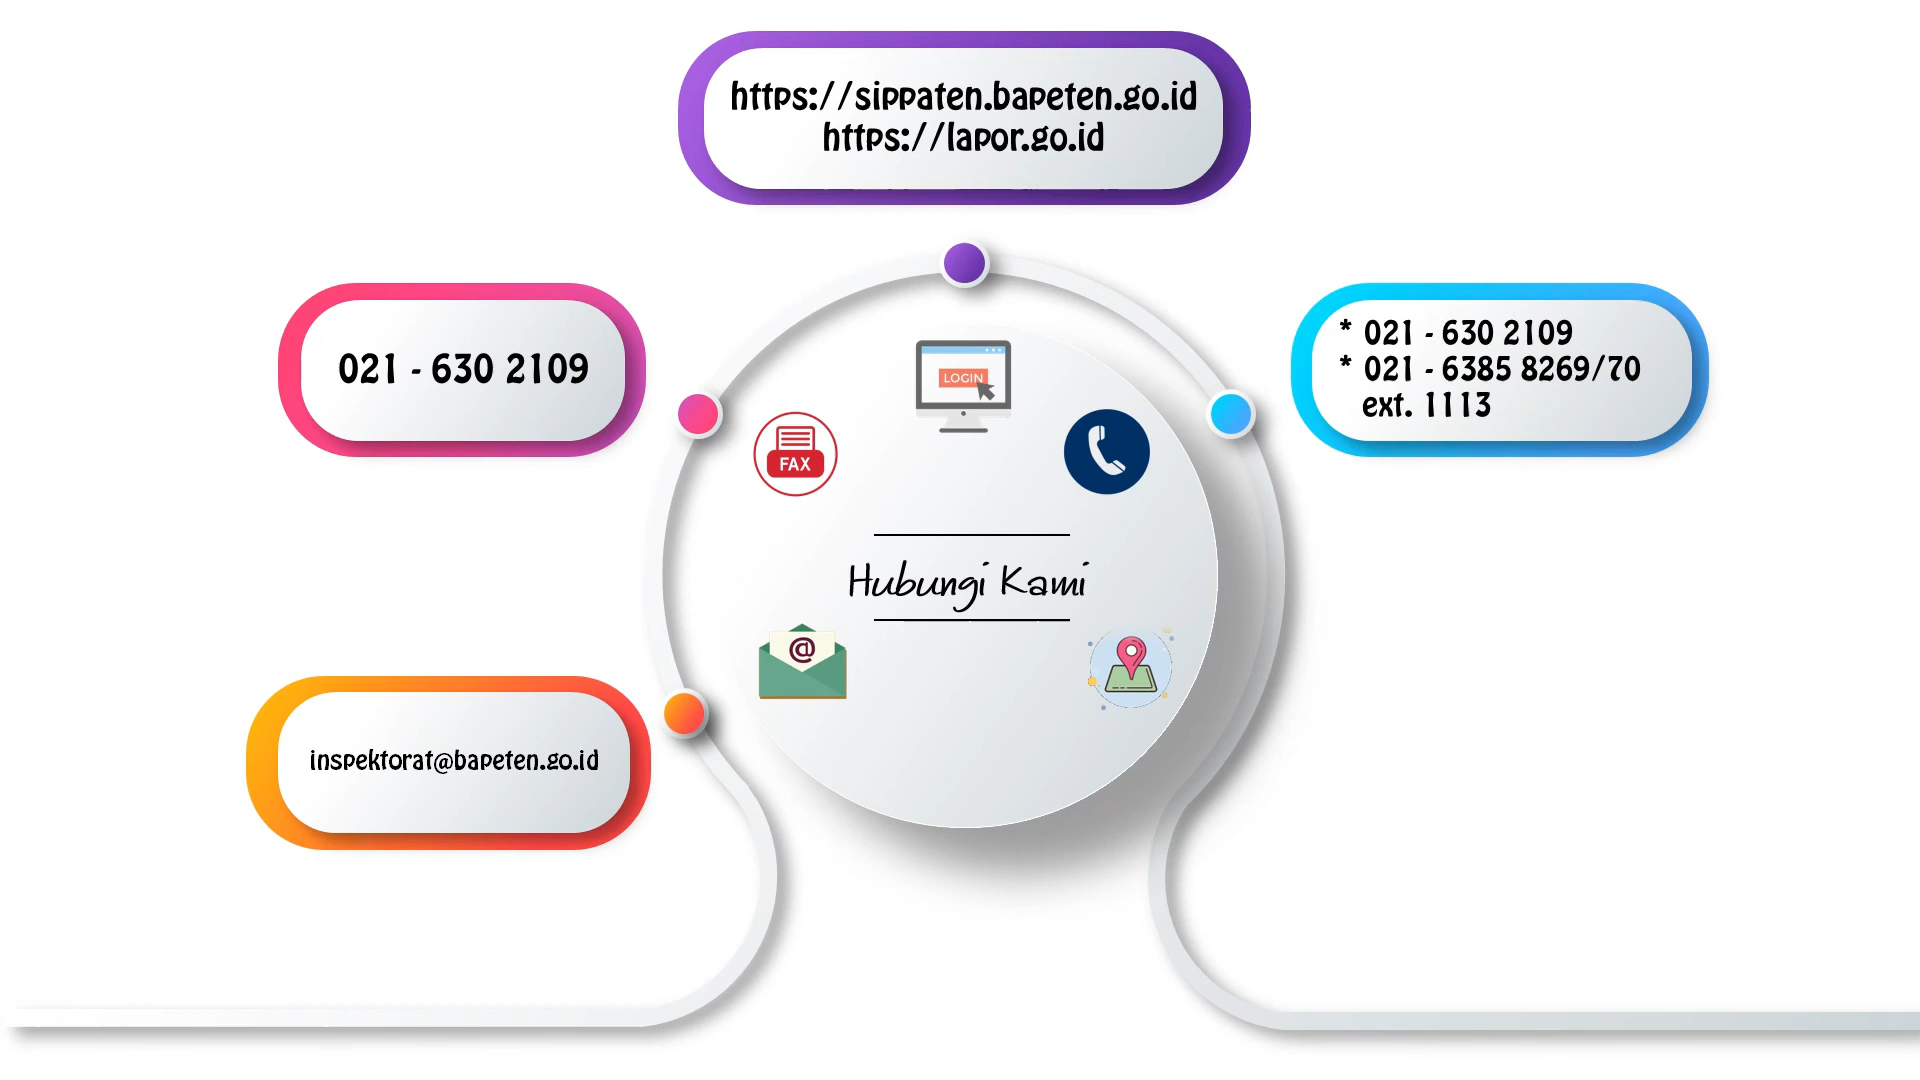 https://sippaten.bapeten.go.id
https://lapor.go.id
021 - 630 2109
* 021 - 630 2109
* 021 - 6385 8269/70
ext. 1113
LOGIN
FAX
Hubungi Kami
@
inspektorat@bapeten.go.id